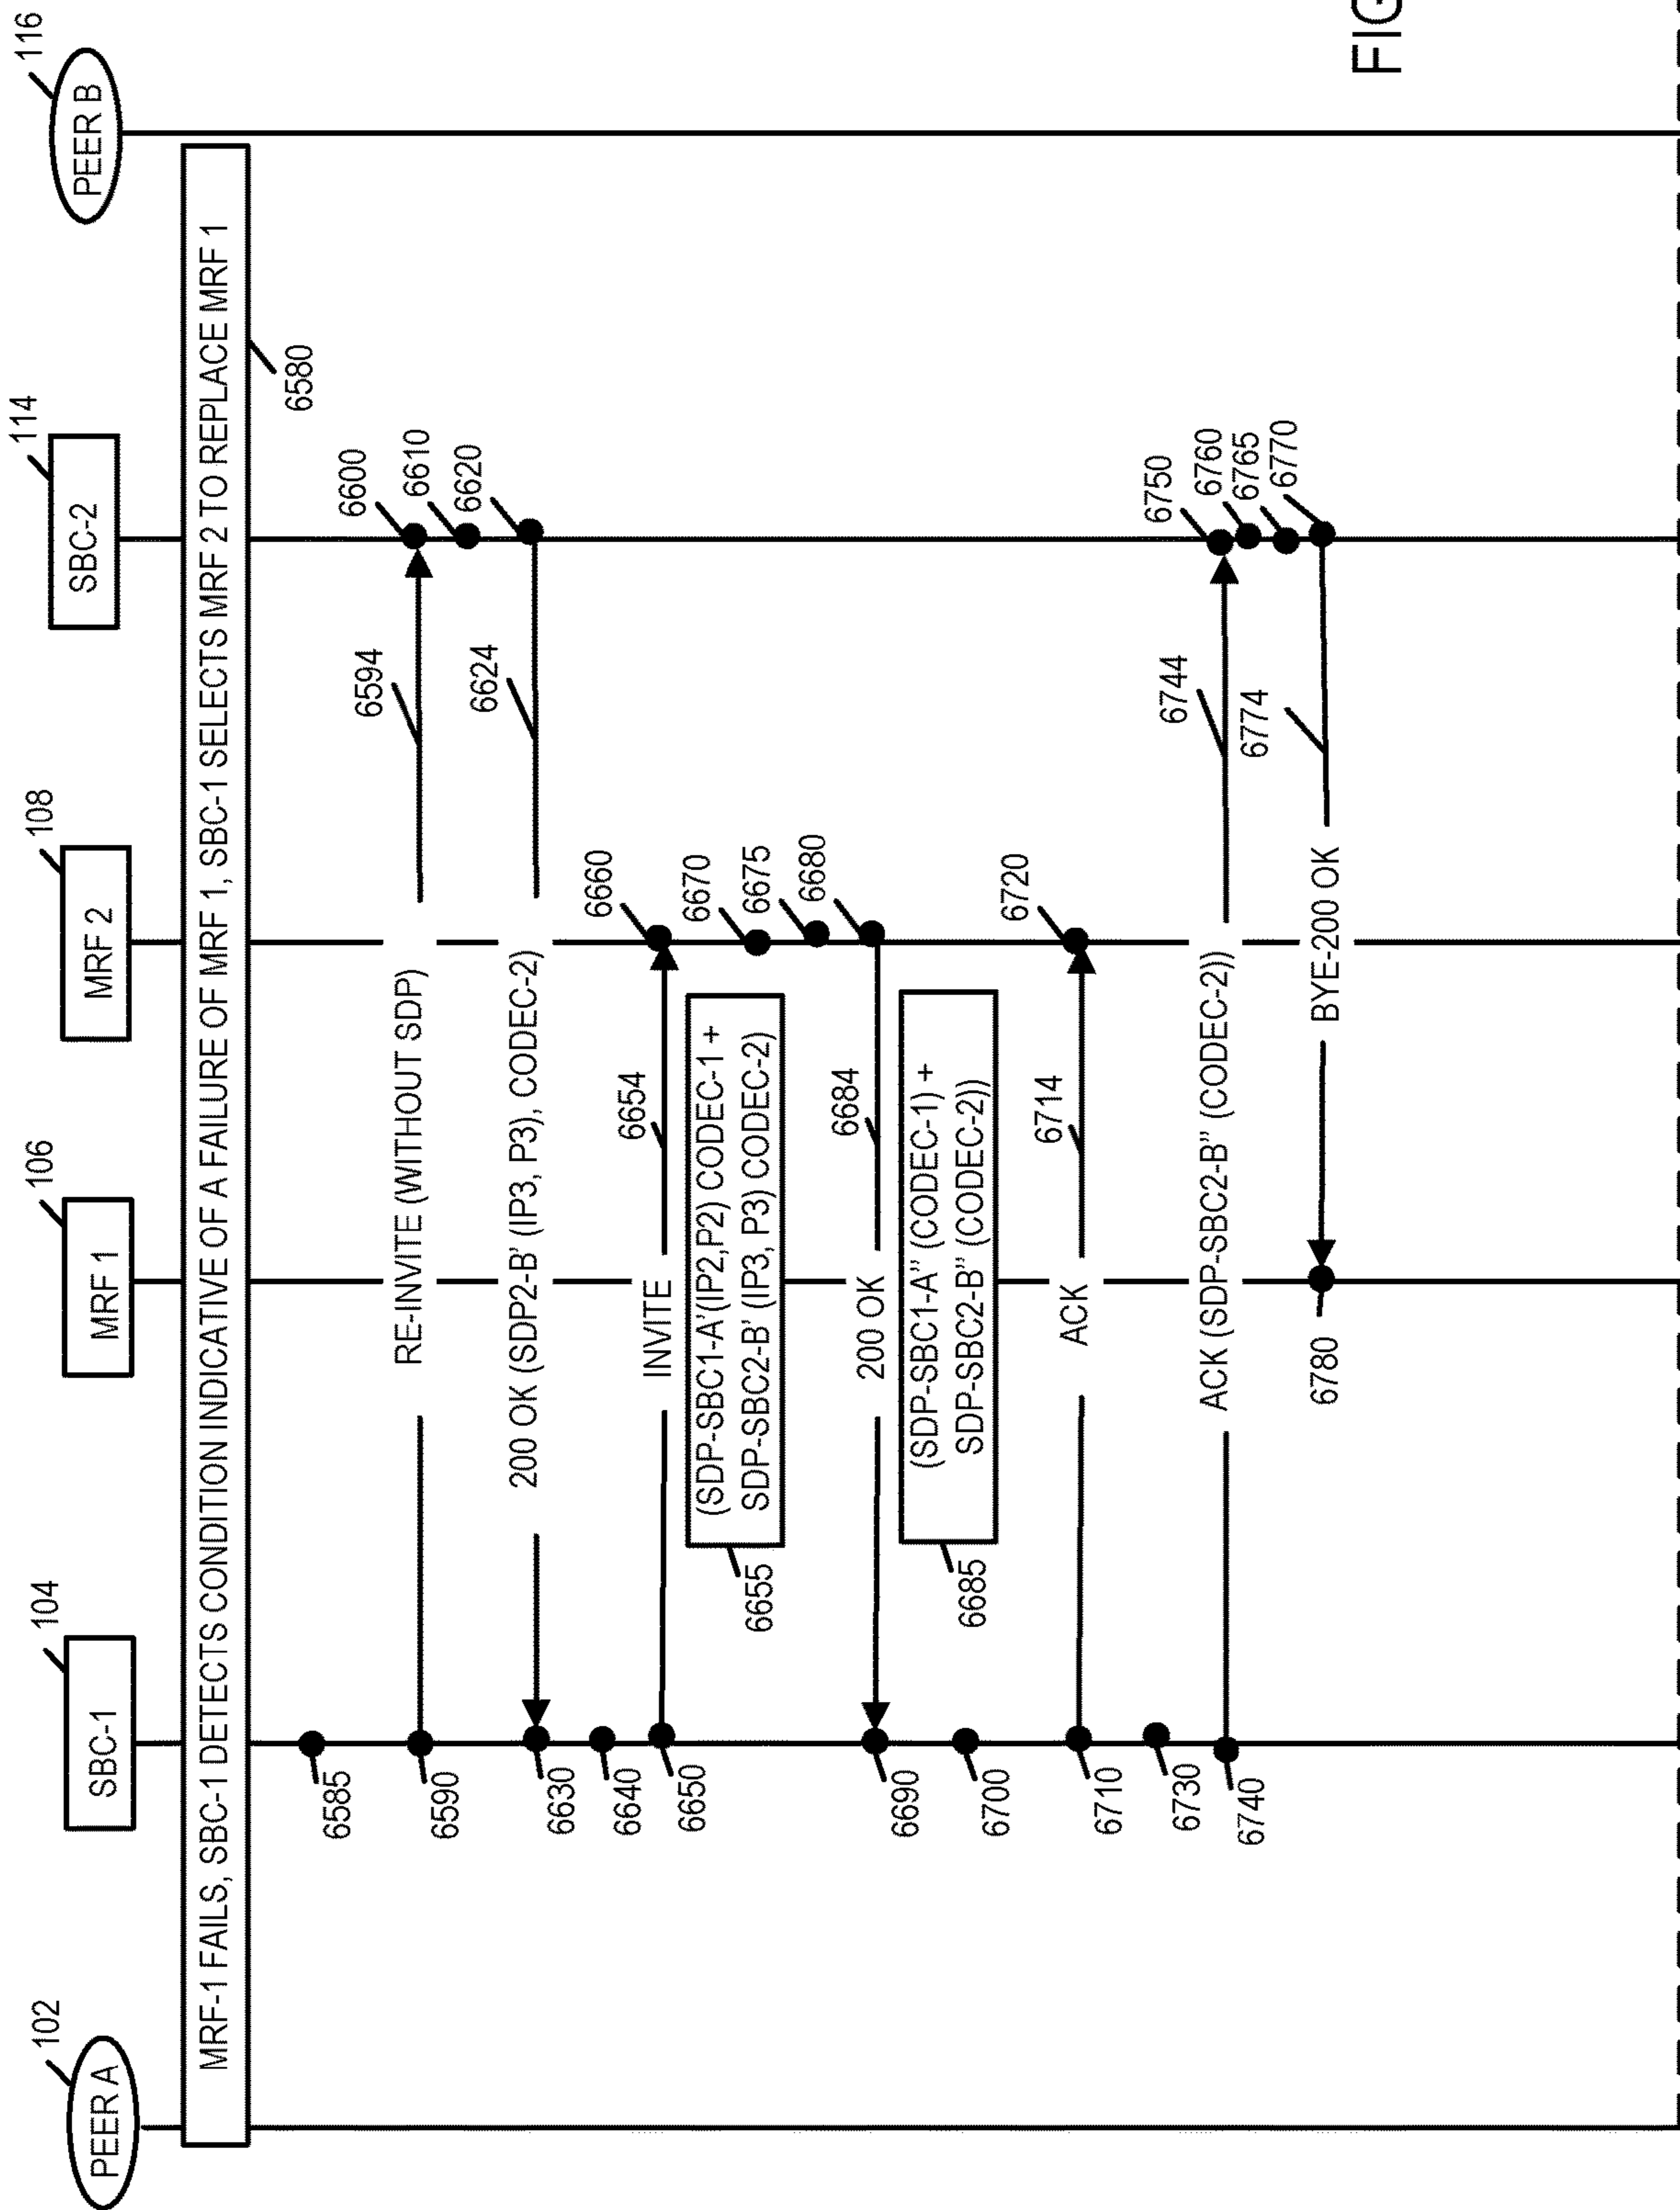 102
PEER A
104
SBC-1
106
MRF 1
108
MRF 2
114
SBC-2
116
PEER B
MRF-1 FAILS, SBC-1 DETECTS CONDITION INDICATIVE OF A FAILURE OF MRF 1, SBC-1 SELECTS MRF 2 TO REPLACE MRF 1
6580
6585
6590
RE-INVITE (WITHOUT SDP)
6594
6600
6610
6620
6624
200 OK (SDP2-B' (IP3, P3), CODEC-2)
6630
6640
6650
INVITE
6654
6660
(SDP-SBC1-A'(IP2,P2) CODEC-1 +
SDP-SBC2-B' (IP3, P3) CODEC-2)
6655
6670
6675
6680
6684
200 OK
6690
(SDP-SBC1-A" (CODEC-1) +
SDP-SBC2-B" (CODEC-2))
6685
6700
6710
ACK
6714
6720
6730
6740
ACK (SDP-SBC2-B" (CODEC-2))
6744
6750
6760
6765
6770
6774
BYE-200 OK
6780
FIG